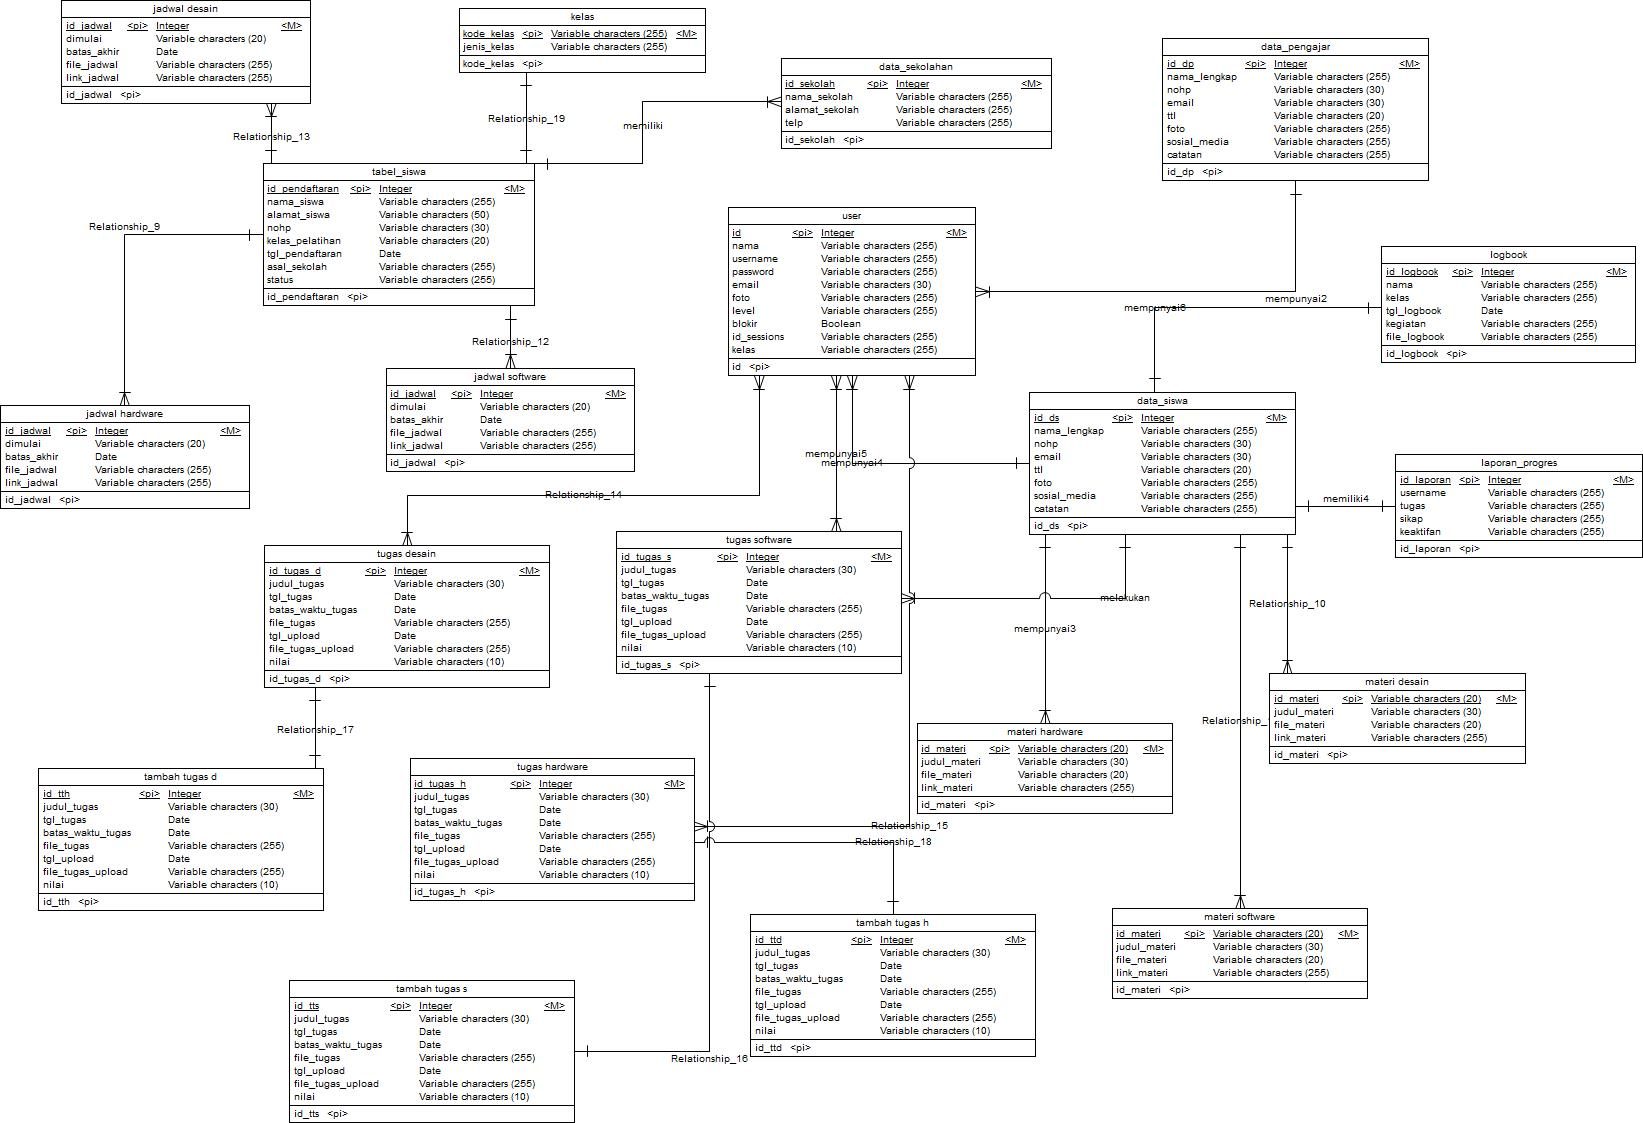 jadwal desain
id_jadwal <pi> Integer <M>
dimulai Variable characters (20)
batas_akhir Date
file_jadwal Variable characters (255)
link_jadwal Variable characters (255)
id_jadwal <pi>
kelas
kode_kelas <pi> Variable characters (255) <M>
jenis_kelas Variable characters (255)
kode_kelas <pi>
data_sekolahan
id_sekolah <pi> Integer <M>
nama_sekolah Variable characters (255)
alamat_sekolah Variable characters (255)
telp Variable characters (255)
id_sekolah <pi>
data_pengajar
id_dp <pi> Integer <M>
nama_lengkap Variable characters (255)
nohp Variable characters (30)
email Variable characters (30)
ttl Variable characters (20)
foto Variable characters (255)
sosial_media Variable characters (255)
catatan Variable characters (255)
id_dp <pi>
Relationship_13
Relationship_19
memiliki
tabel_siswa
id_pendaftaran <pi> Integer <M>
nama_siswa Variable characters (255)
alamat_siswa Variable characters (50)
nohp Variable characters (30)
kelas_pelatihan Variable characters (20)
tgl_pendaftaran Date
asal_sekolah Variable characters (255)
status Variable characters (255)
id_pendaftaran <pi>
Relationship_9
user
id <pi> Integer <M>
nama Variable characters (255)
username Variable characters (255)
password Variable characters (255)
email Variable characters (30)
foto Variable characters (255)
level Variable characters (255)
blokir Boolean
id_sessions Variable characters (255)
kelas Variable characters (255)
id <pi>
mempunyai2
mempunyai6
logbook
id_logbook <pi> Integer <M>
nama Variable characters (255)
kelas Variable characters (255)
tgl_logbook Date
kegiatan Variable characters (255)
file_logbook Variable characters (255)
id_logbook <pi>
Relationship_12
jadwal software
id_jadwal <pi> Integer <M>
dimulai Variable characters (20)
batas_akhir Date
file_jadwal Variable characters (255)
link_jadwal Variable characters (255)
id_jadwal <pi>
jadwal hardware
id_jadwal <pi> Integer <M>
dimulai Variable characters (20)
batas_akhir Date
file_jadwal Variable characters (255)
link_jadwal Variable characters (255)
id_jadwal <pi>
data_siswa
id_ds <pi> Integer <M>
nama_lengkap Variable characters (255)
nohp Variable characters (30)
email Variable characters (30)
ttl Variable characters (20)
foto Variable characters (255)
sosial_media Variable characters (255)
catatan Variable characters (255)
id_ds <pi>
mempunyai5
mempunyai4
Relationship_14
memiliki4
laporan_progres
id_laporan <pi> Integer <M>
username Variable characters (255)
tugas Variable characters (255)
sikap Variable characters (255)
keaktifan Variable characters (255)
id_laporan <pi>
tugas desain
id_tugas_d <pi> Integer <M>
judul_tugas Variable characters (30)
tgl_tugas Date
batas_waktu_tugas Date
file_tugas Variable characters (255)
tgl_upload Date
file_tugas_upload Variable characters (255)
nilai Variable characters (10)
id_tugas_d <pi>
tugas software
id_tugas_s <pi> Integer <M>
judul_tugas Variable characters (30)
tgl_tugas Date
batas_waktu_tugas Date
file_tugas Variable characters (255)
tgl_upload Date
file_tugas_upload Variable characters (255)
nilai Variable characters (10)
id_tugas_s <pi>
melakukan
mempunyai3
Relationship_10
Relationship_
Relationship_17
materi desain
id_materi <pi> Variable characters (20) <M>
judul_materi Variable characters (30)
file_materi Variable characters (20)
link_materi Variable characters (255)
id_materi <pi>
materi hardware
id_materi <pi> Variable characters (20) <M>
judul_materi Variable characters (30)
file_materi Variable characters (20)
link_materi Variable characters (255)
id_materi <pi>
tambah tugas d
id_tth <pi> Integer <M>
judul_tugas Variable characters (30)
tgl_tugas Date
batas_waktu_tugas Date
file_tugas Variable characters (255)
tgl_upload Date
file_tugas_upload Variable characters (255)
nilai Variable characters (10)
id_tth <pi>
tugas hardware
id_tugas_h <pi> Integer <M>
judul_tugas Variable characters (30)
tgl_tugas Date
batas_waktu_tugas Date
file_tugas Variable characters (255)
tgl_upload Date
file_tugas_upload Variable characters (255)
nilai Variable characters (10)
id_tugas_h <pi>
Relationship_15
Relationship_18
tambah tugas h
id_ttd <pi> Integer <M>
judul_tugas Variable characters (30)
tgl_tugas Date
batas_waktu_tugas Date
file_tugas Variable characters (255)
tgl_upload Date
file_tugas_upload Variable characters (255)
nilai Variable characters (10)
id_ttd <pi>
materi software
id_materi <pi> Variable characters (20) <M>
judul_materi Variable characters (30)
file_materi Variable characters (20)
link_materi Variable characters (255)
id_materi <pi>
tambah tugas s
id_tts <pi> Integer <M>
judul_tugas Variable characters (30)
tgl_tugas Date
batas_waktu_tugas Date
file_tugas Variable characters (255)
tgl_upload Date
file_tugas_upload Variable characters (255)
nilai Variable characters (10)
id_tts <pi>
Relationship_16